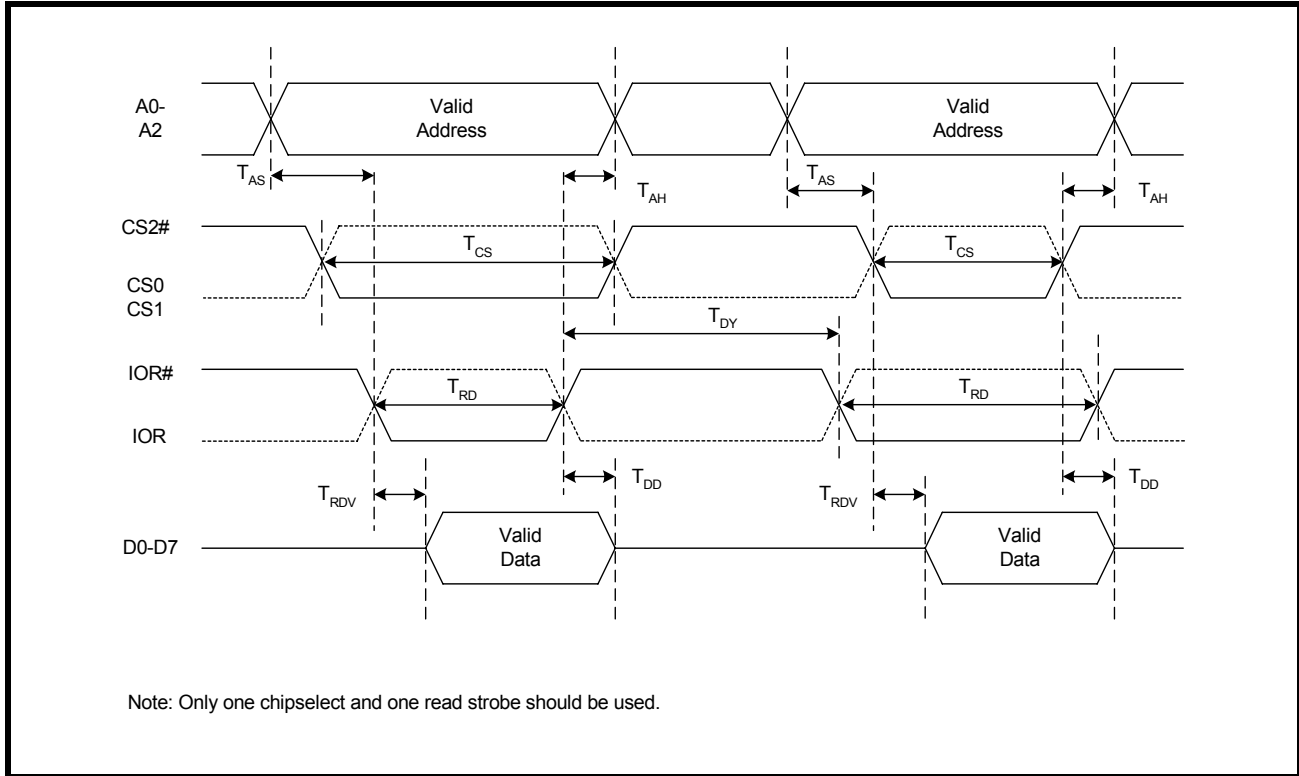 A0-
A2
Valid
Address
Valid
Address
TAS
TAH
TAS
TAH
CS2#
TCS
TCS
CS0
CS1
TDY
IOR#
TRD
TRD
IOR
TRDV
TDD
TRDV
TDD
D0-D7
Valid
Data
Valid
Data
Note: Only one chipselect and one read strobe should be used.